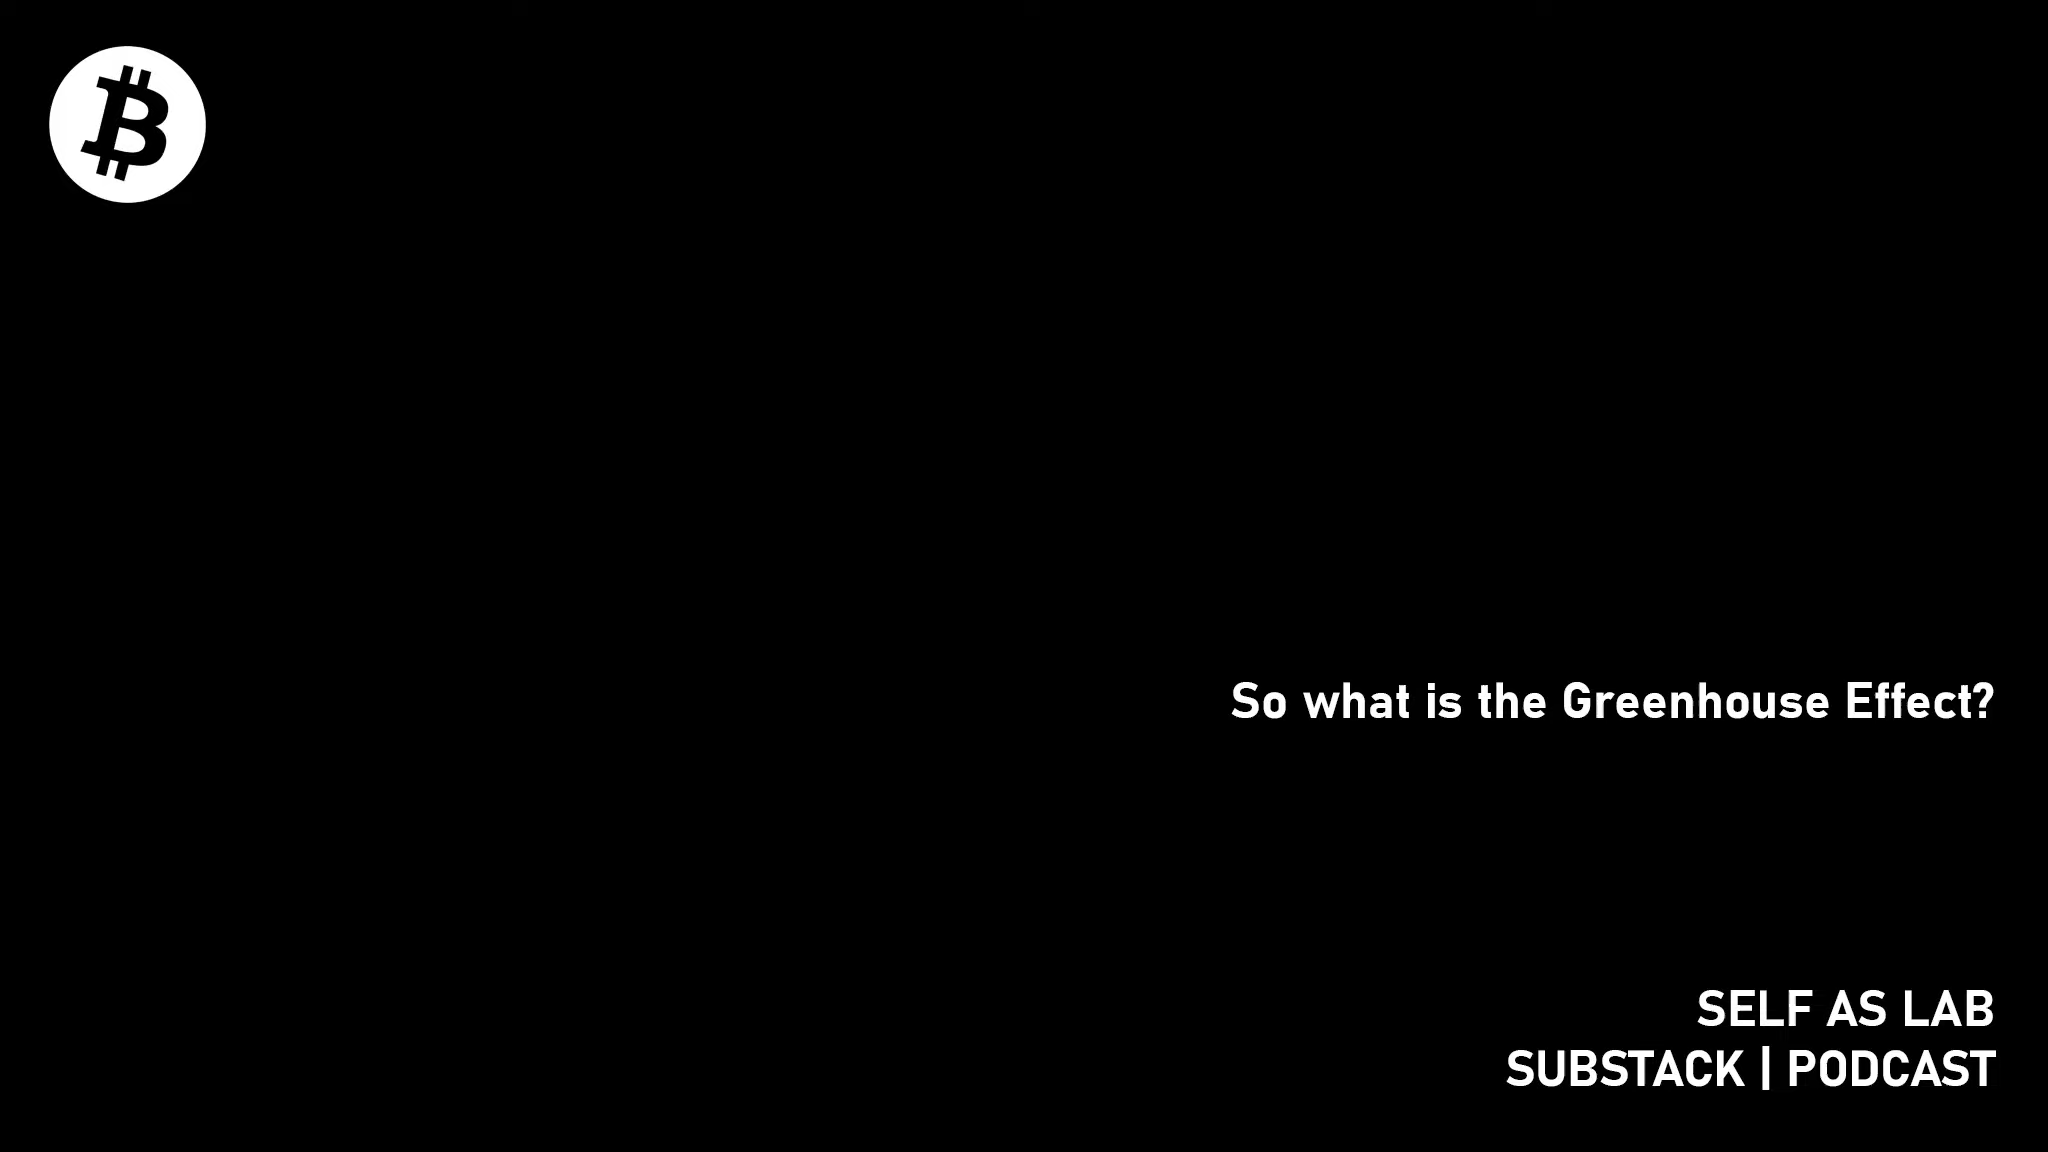 So what is the Greenhouse Effect?
SELF AS LAB
SUBSTACK | PODCAST